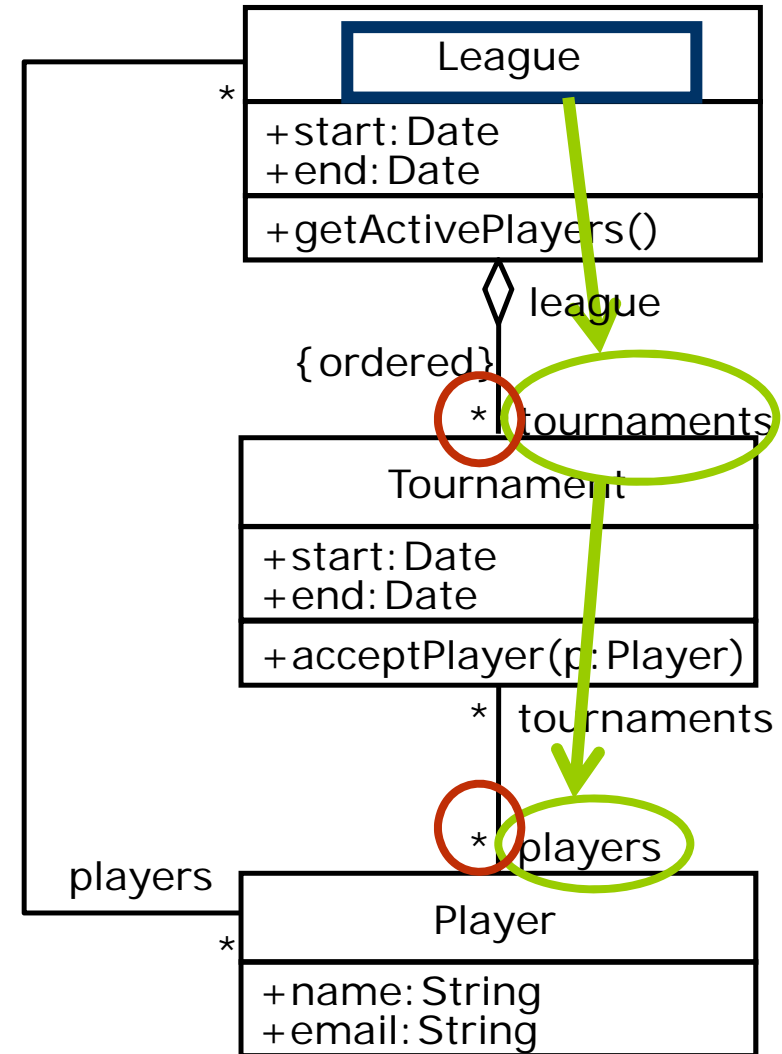 League
*
+start:Date
+end:Date
+getActivePlayers()
league
{ordered}
* tournaments
Tournament
+start:Date
+end:Date
+acceptPlayer(p:Player)
* tournaments
* players
players
Player
*
+name:String
+email:String